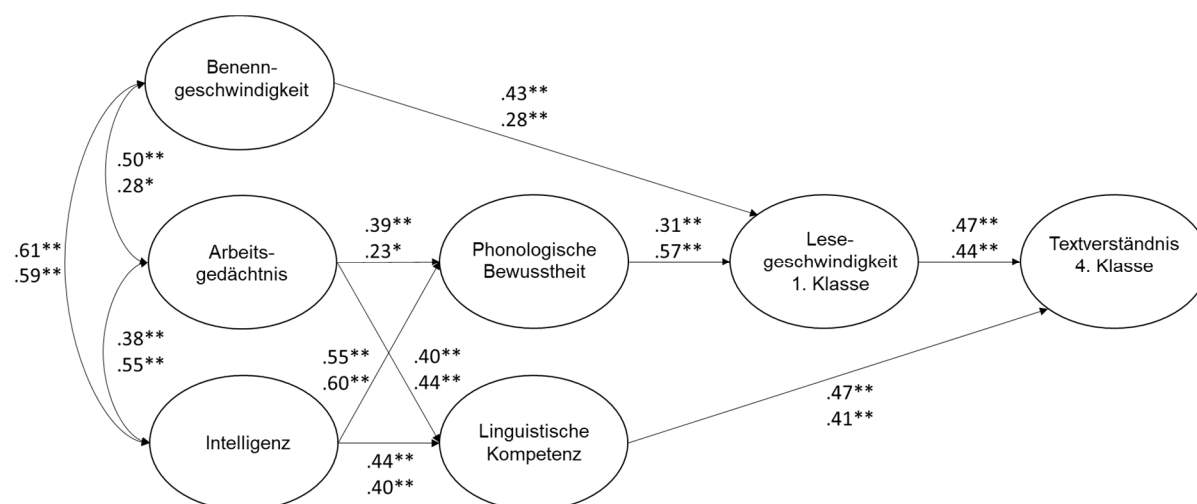 Benenn-
geschwindigkeit
.43**
.28**
.50**
.28*
.61**
.59**
Arbeits-
gedächtnis
.39**
.23*
Phonologische
Bewusstheit
.31**
.57**
Lese-
geschwindigkeit
1. Klasse
.47**
.44**
Textverständnis
4. Klasse
.38**
.55**
.55**
.60**
.40**
.44**
.47**
.41**
Intelligenz
.44**
.40**
Linguistische
Kompetenz